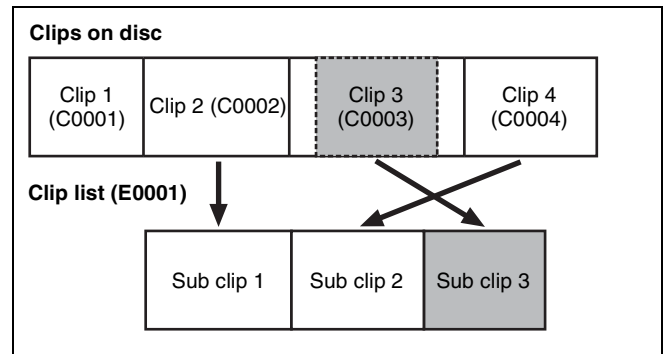 Clips on disc
Clip 1
(C0001)
Clip 2 (C0002)
Clip 3
(C0003)
Clip 4
(C0004)
Clip list (E0001)
Sub clip 1
Sub clip 2
Sub clip 3